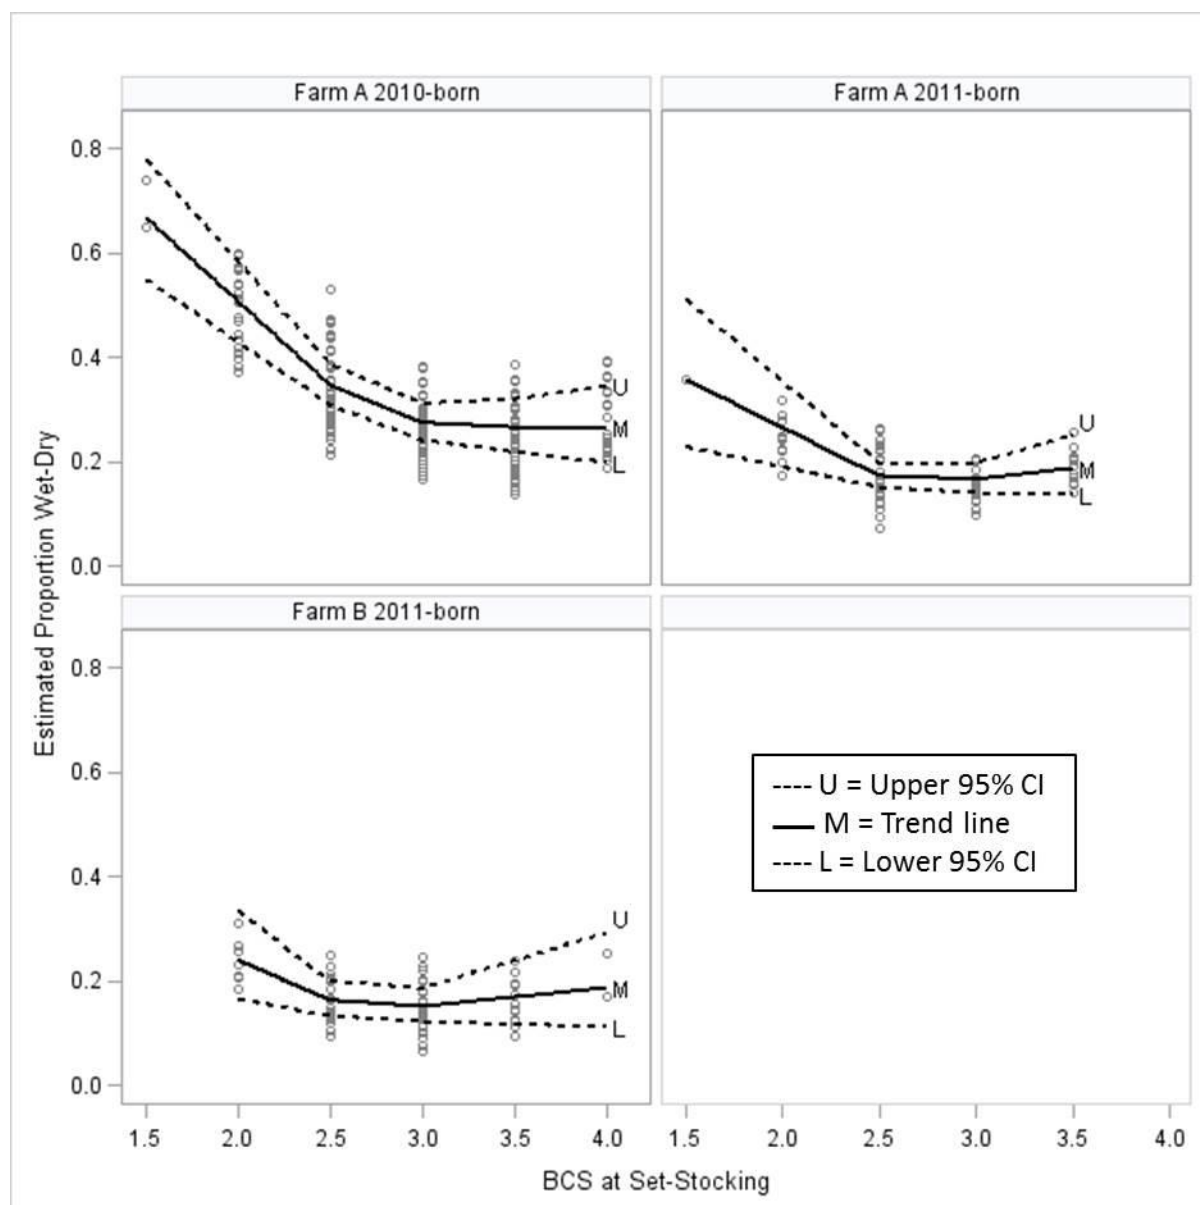 Farm A 2010-born
Farm A 2011-born
0.8
0.6
0.4
0.2
0.0
U
M
L
U
M
L
Estimated Proportion Wet-Dry
Farm B 2011-born
0.8
0.6
0.4
0.2
0.0
U
M
L
---- U = Upper 95% CI
— M = Trend line
---- L = Lower 95% CI
1.5 2.0 2.5 3.0 3.5 4.0 1.5 2.0 2.5 3.0 3.5 4.0
BCS at Set-Stocking